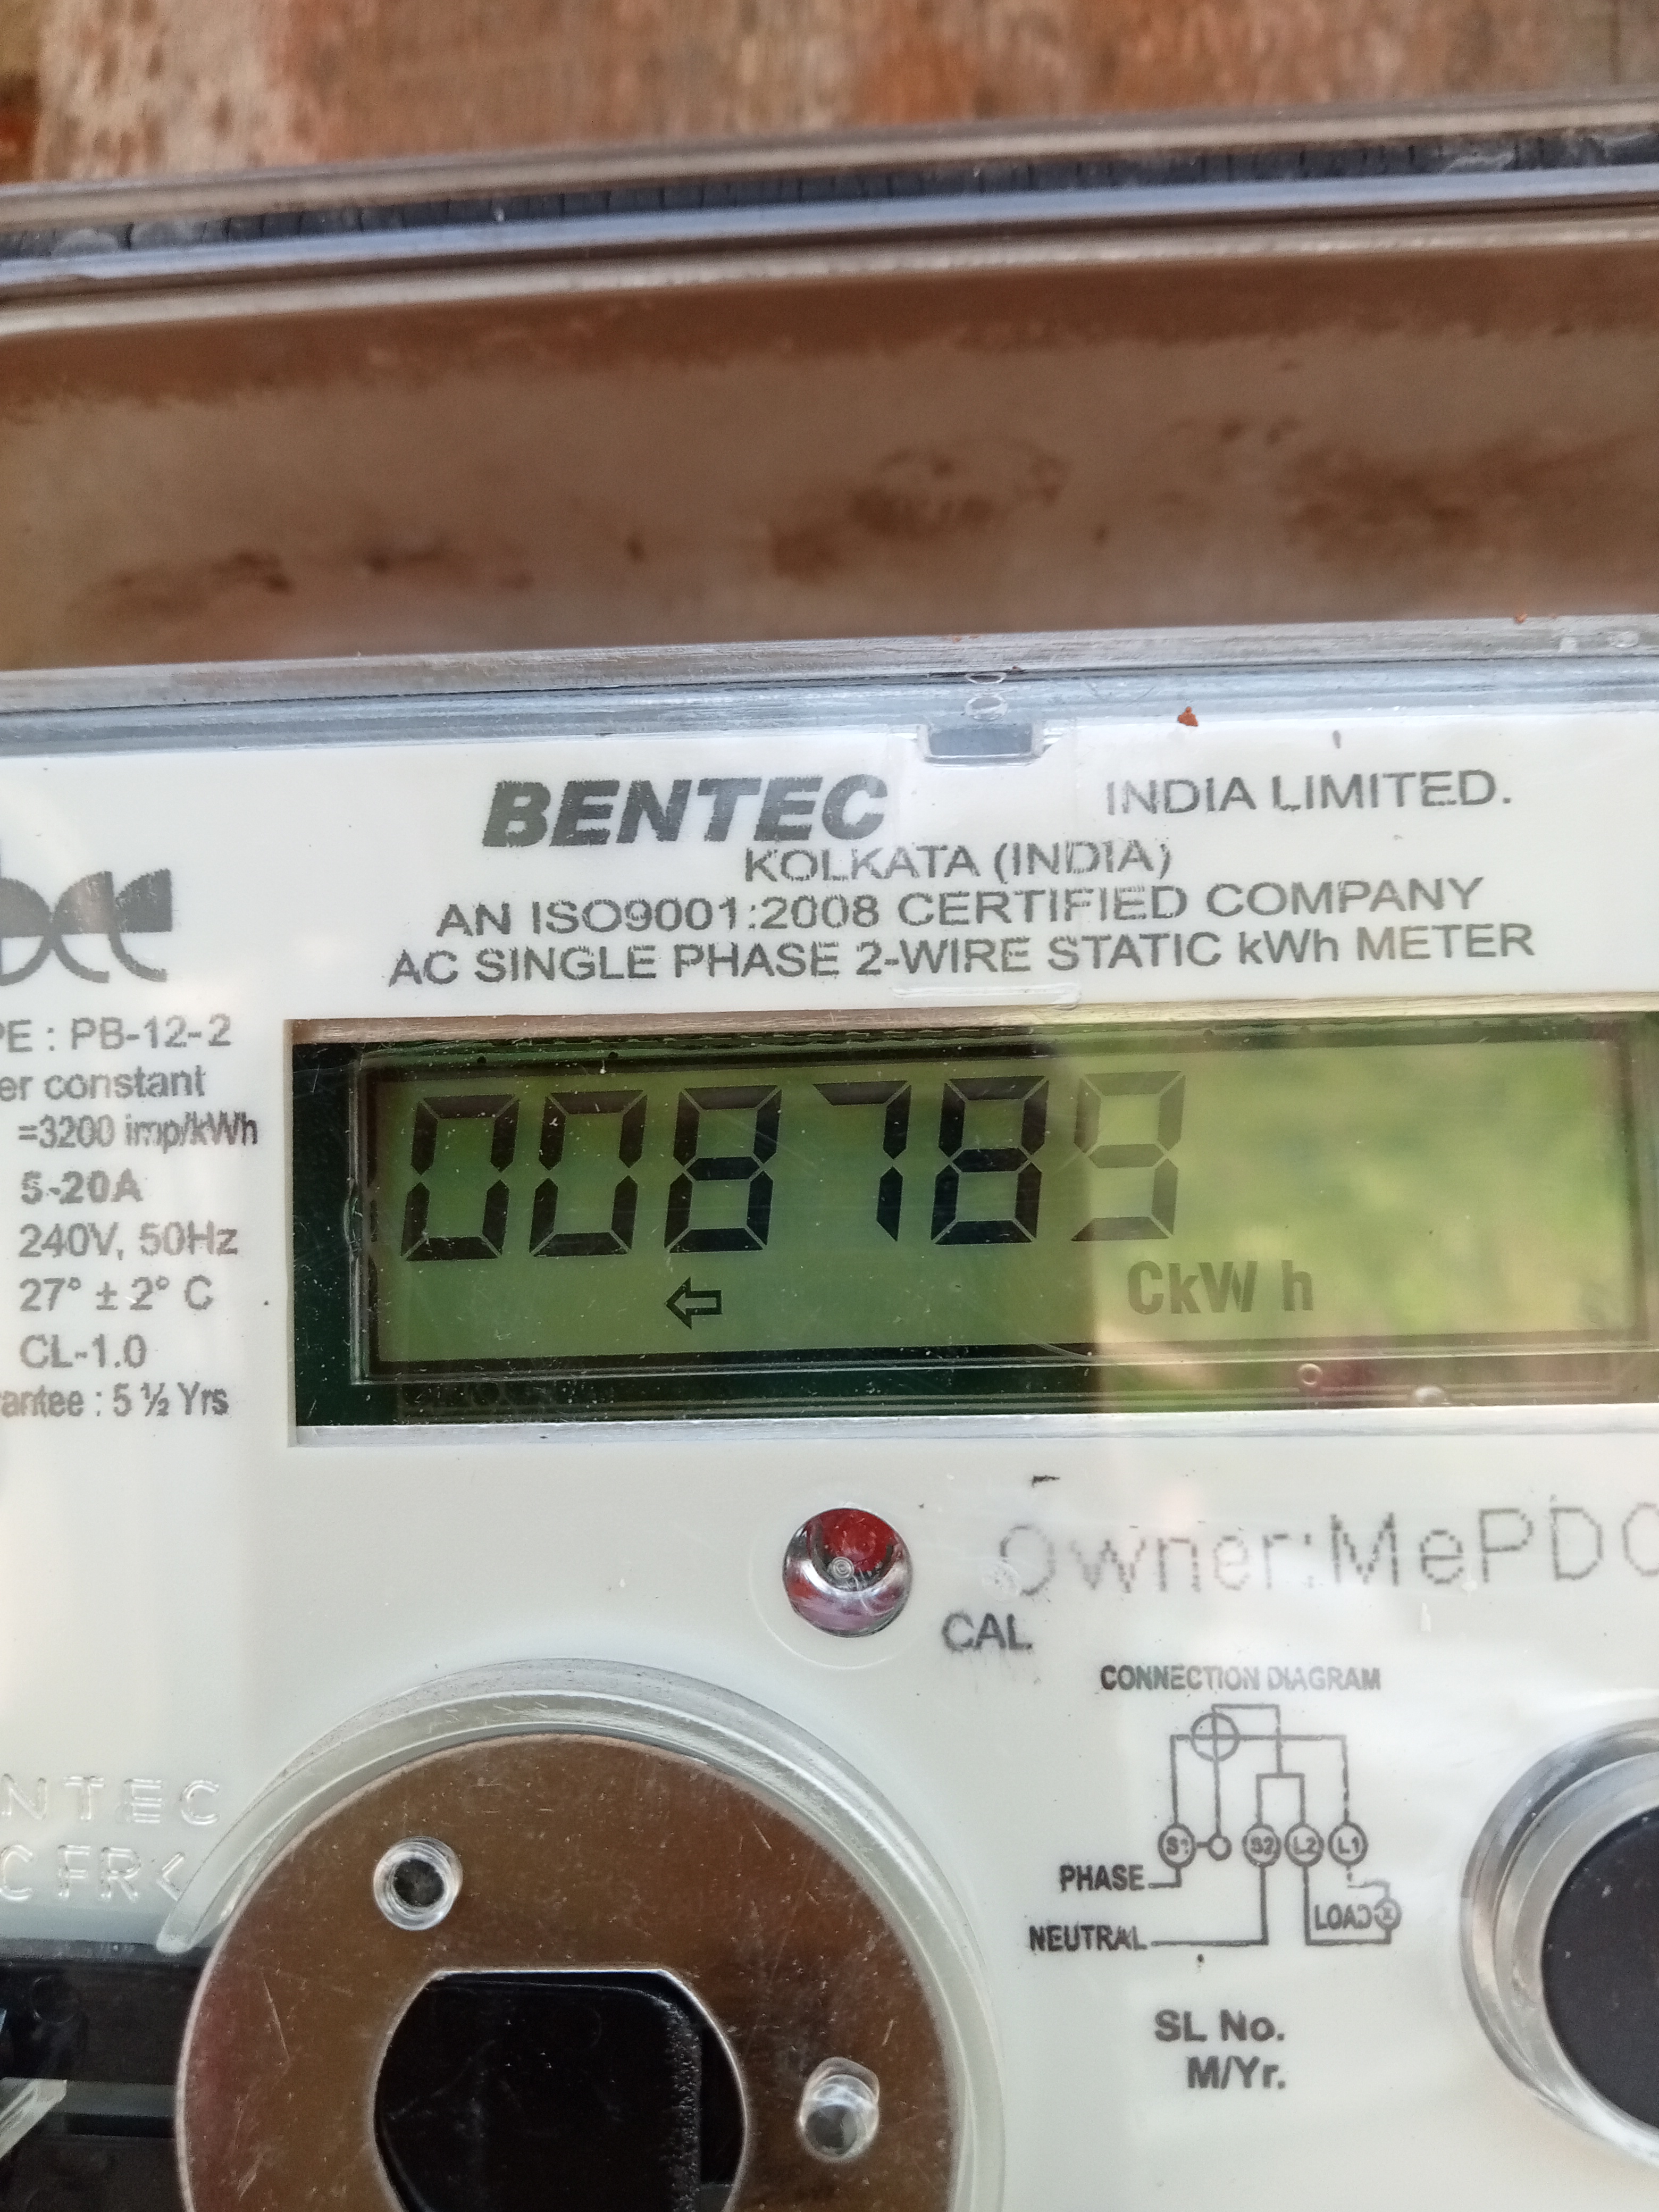 BENTEC INDIA LIMITED.
KOLKATA (INDIA)
AN ISO9001:2008 CERTIFIED COMPANY
AC SINGLE PHASE 2-WIRE STATIC kWh METER
bec
PE : PB-12-2
er constant
=3200 imp/kWh
5-20A
240V, 50Hz
27° ± 2° C
CL-1.0
rantee : 5 ½ Yrs
008789
CkW h
Owner:MePDC
CAL
CONNECTION DIAGRAM
S1 S2 L2 L1
PHASE
LOAD
NEUTRAL
NTEC
SL No.
M/Yr.